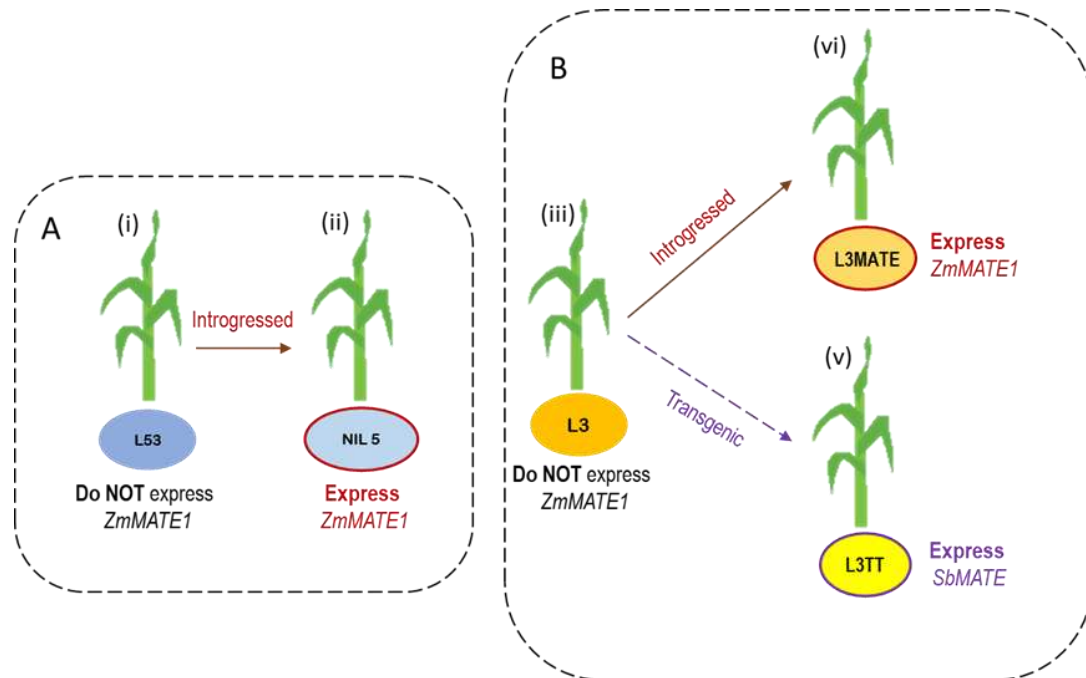 A
(i)
(ii)
Introgressed
L53
NIL 5
Do NOT express
ZmMATE1
Express
ZmMATE1
B
(iii)
(vi)
Introgressed
L3MATE
Express
ZmMATE1
(v)
Transgenic
L3
Do NOT express
ZmMATE1
L3TT
Express
SbMATE